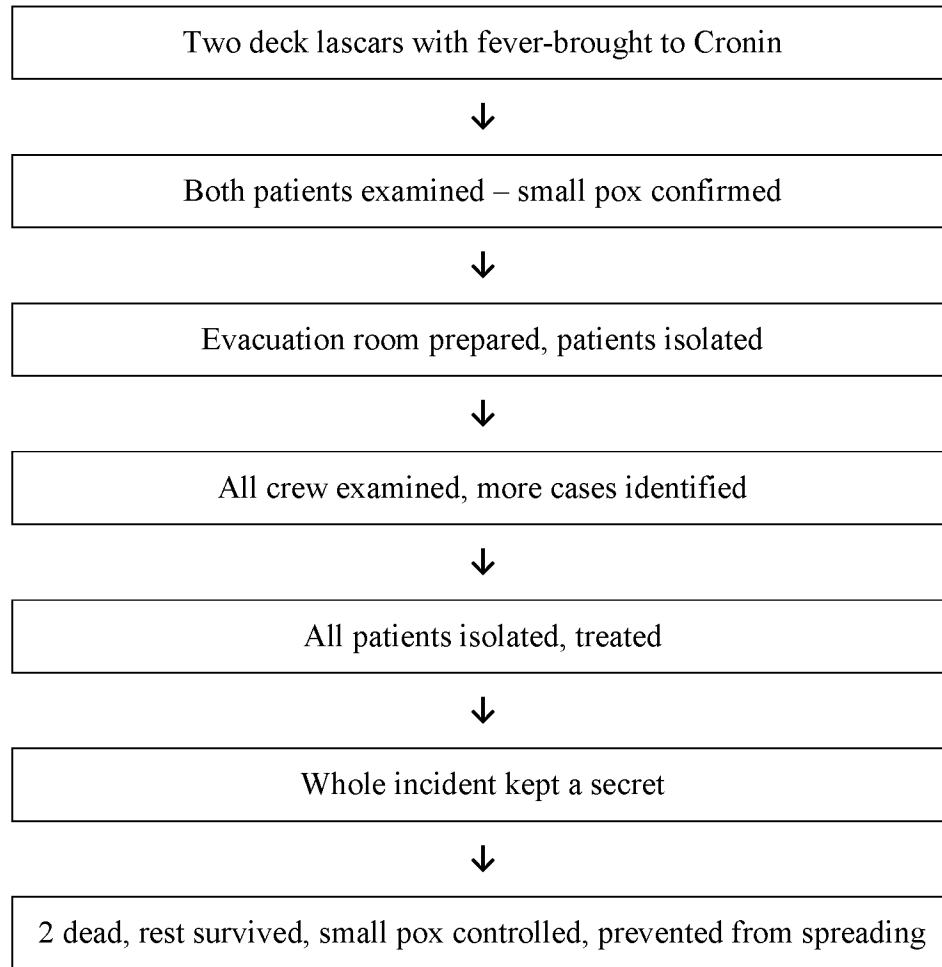 Two deck lascars with fever-brought to Cronin
↓
Both patients examined – small pox confirmed
↓
Evacuation room prepared, patients isolated
↓
All crew examined, more cases identified
↓
All patients isolated, treated
↓
Whole incident kept a secret
↓
2 dead, rest survived, small pox controlled, prevented from spreading